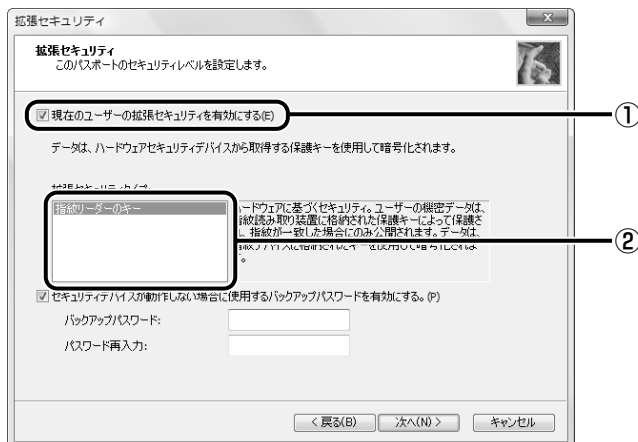 拡張セキュリティ
拡張セキュリティ
このパスポートのセキュリティレベルを設定します。
現在のユーザーの拡張セキュリティを有効にする(E)
①
データは、ハードウェアセキュリティデバイスから取得する保護キーを使用して暗号化されます。
拡張セキュリティタイプ:
指紋リーダーのキー
ハードウェアに基づくセキュリティ。ユーザーの機密データは、
指紋読み取り装置に格納された保護キーによって保護さ
、指紋が一致した場合にのみ公開されます。データは、
②
セキュリティデバイスが動作しない場合に使用するバックアップパスワードを有効にする。(P)
バックアップパスワード:
パスワード再入力:
< 戻る(B)
次へ(N) >
キャンセル